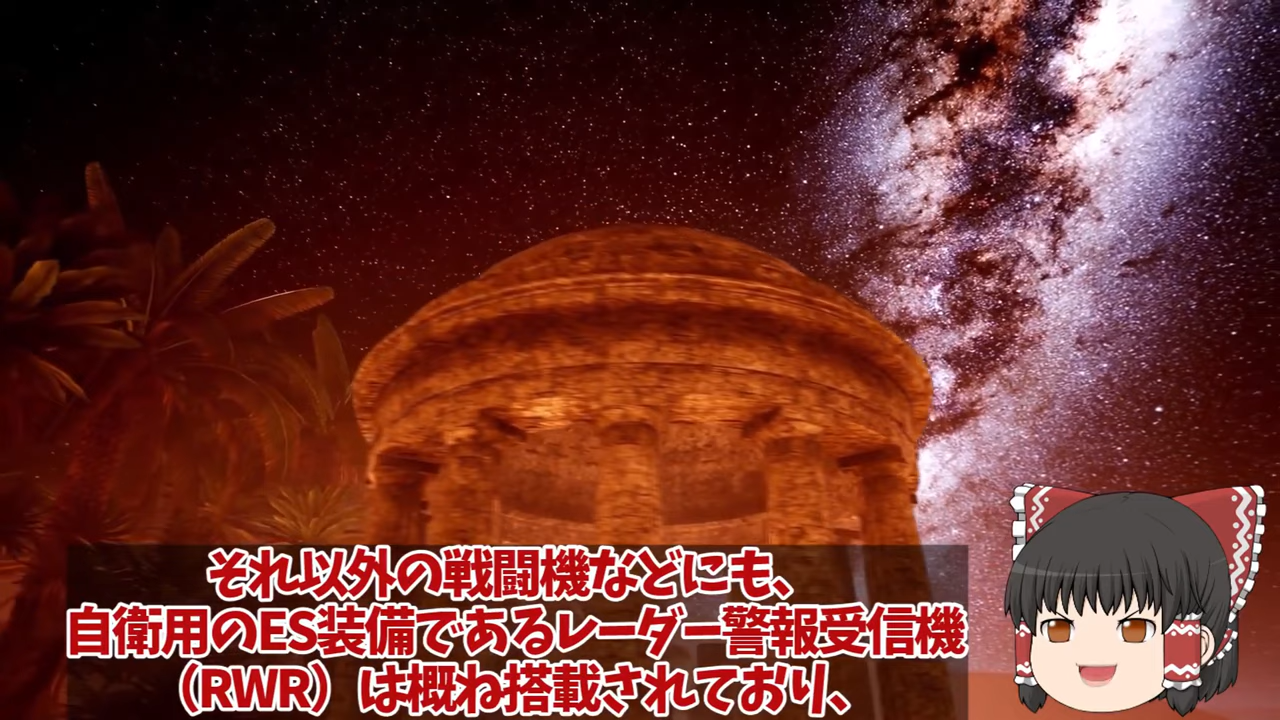 それ以外の戦闘機などにも、
自衛用のES装備であるレーダー警報受信機
（RWR）は概ね搭載されており、